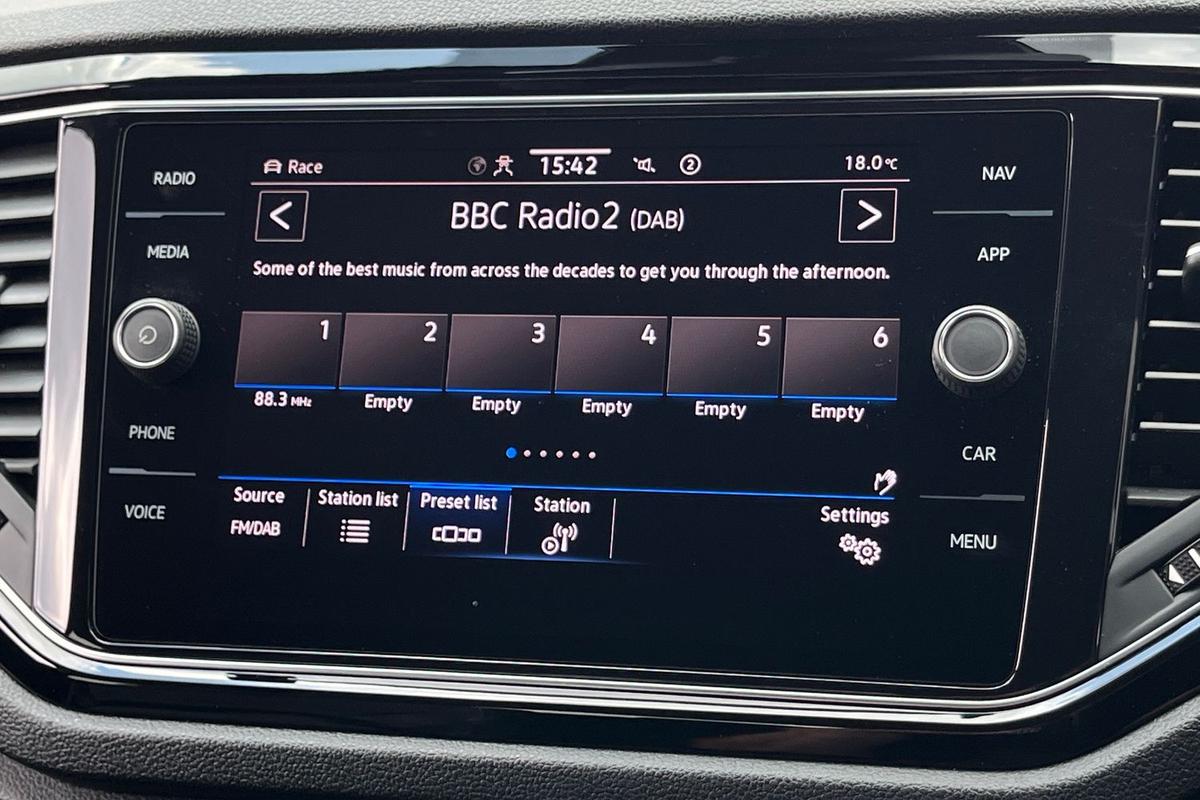 RADIO
MEDIA
PHONE
VOICE
Race 15:42 2 18.0°C
< BBC Radio2 (DAB) >
Some of the best music from across the decades to get you through the afternoon.
1 2 3 4 5 6
88.3 MHz Empty Empty Empty Empty Empty
Source Station list Preset list Station Settings
FM/DAB
NAV
APP
CAR
MENU